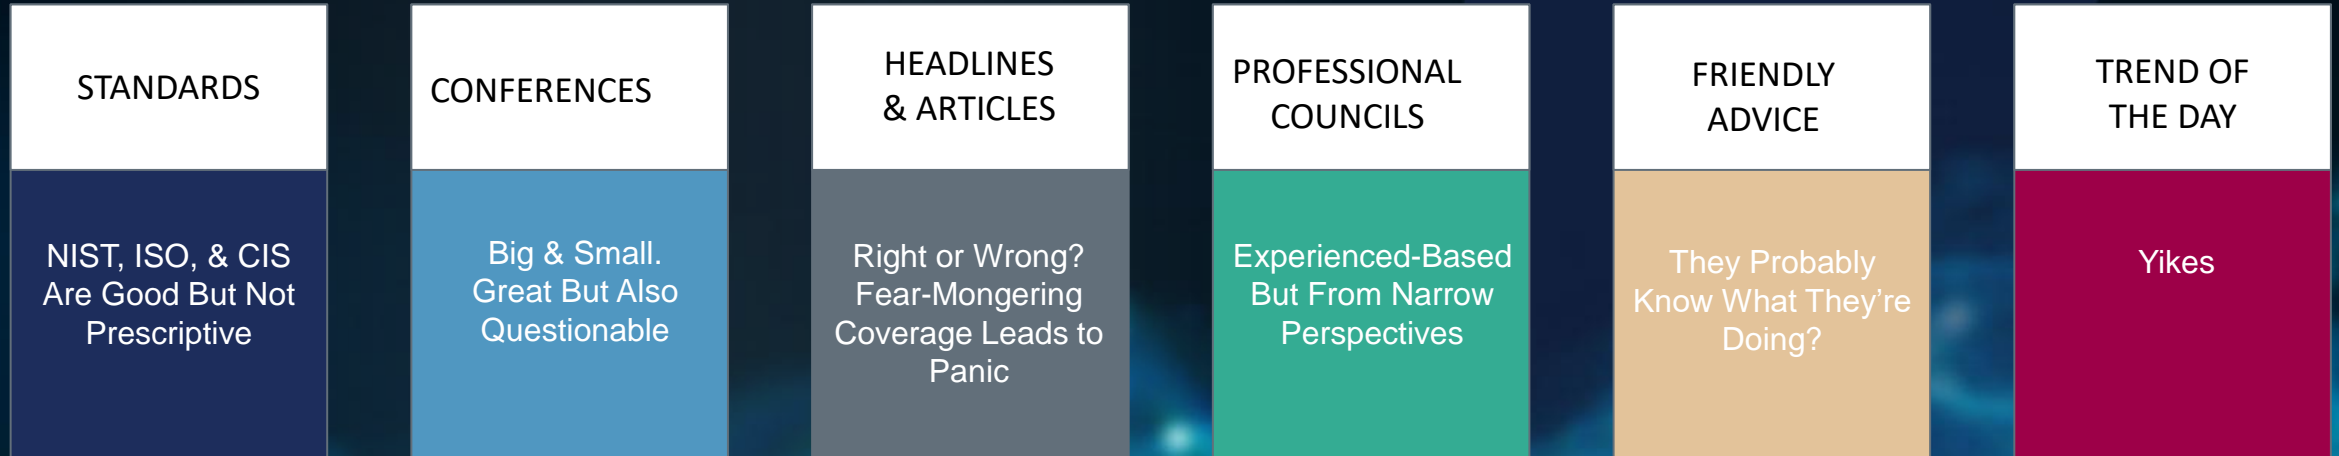 STANDARDS
NIST, ISO, & CIS
Are Good But Not
Prescriptive
CONFERENCES
Big & Small.
Great But Also
Questionable
HEADLINES
& ARTICLES
Right or Wrong?
Fear-Mongering
Coverage Leads to
Panic
PROFESSIONAL
COUNCILS
Experienced-Based
But From Narrow
Perspectives
FRIENDLY
ADVICE
They Probably
Know What They’re
Doing?
TREND OF
THE DAY
Yikes